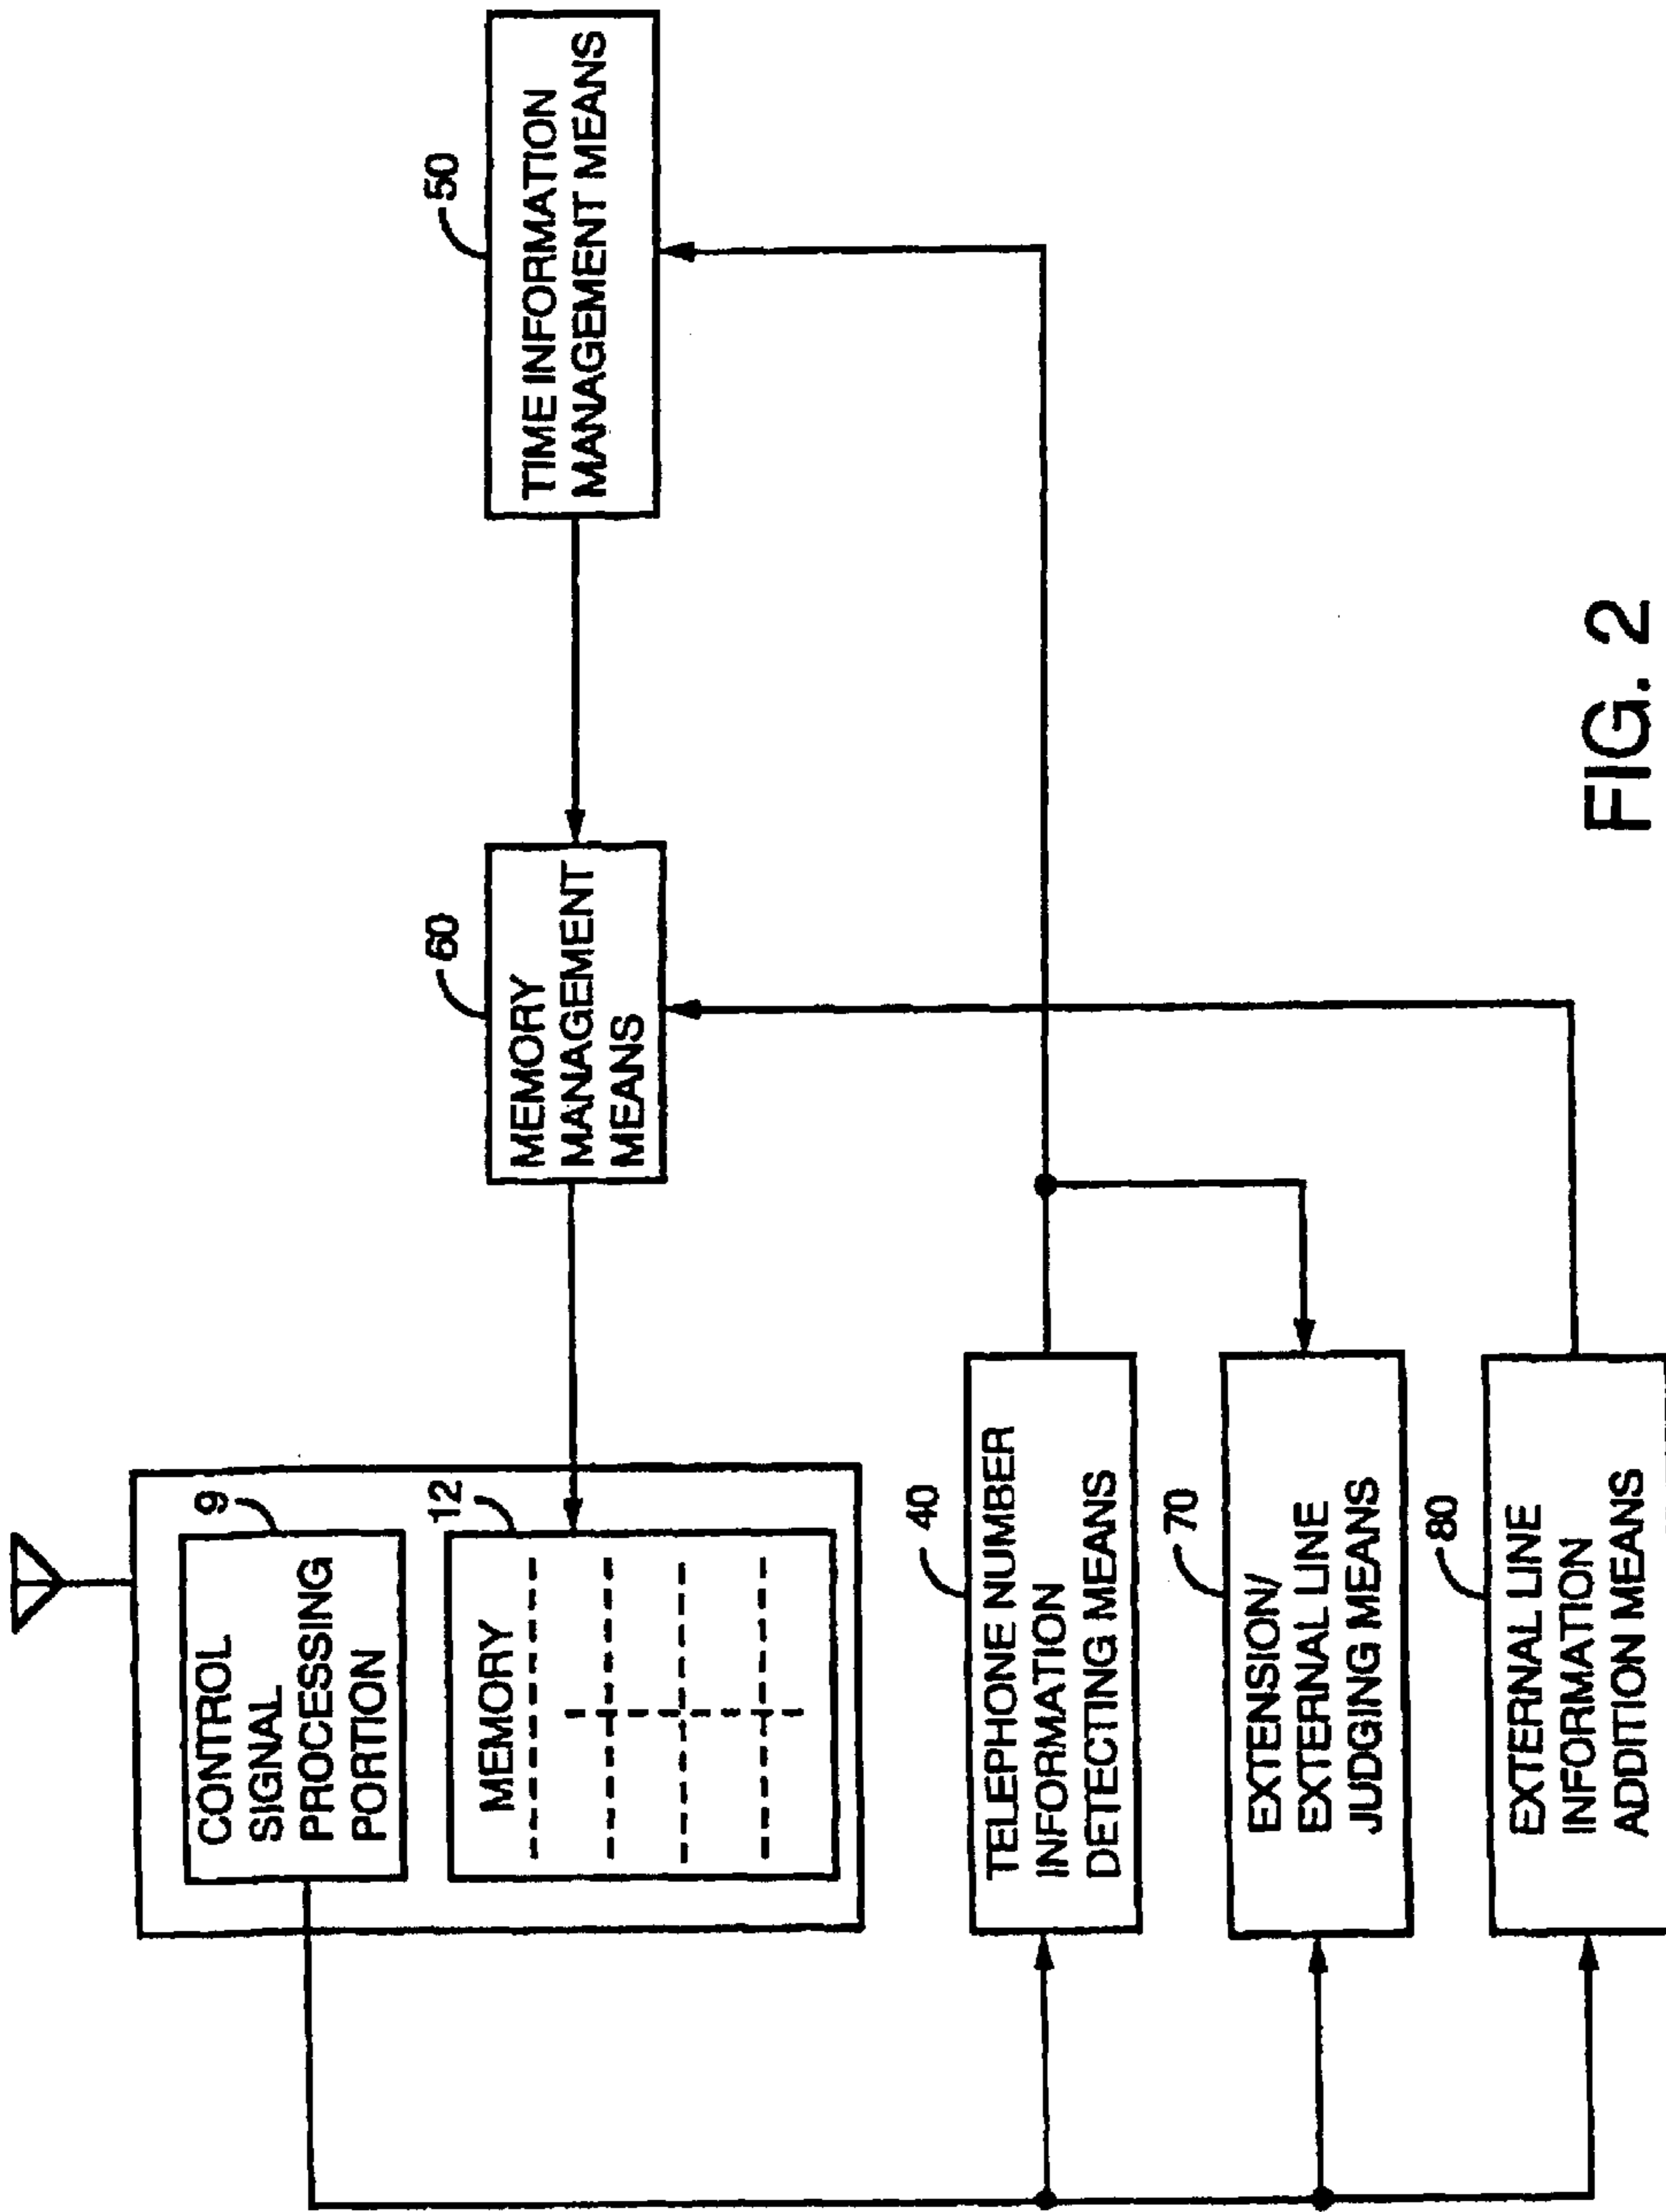 CONTROL
SIGNAL
PROCESSING
PORTION
9
MEMORY
12
MEMORY
MANAGEMENT
MEANS
60
TIME INFORMATION
MANAGEMENT MEANS
50
TELEPHONE NUMBER
INFORMATION
DETECTING MEANS
40
EXTENSION/
EXTERNAL LINE
JUDGING MEANS
70
EXTERNAL LINE
INFORMATION
ADDITION MEANS
80
FIG. 2